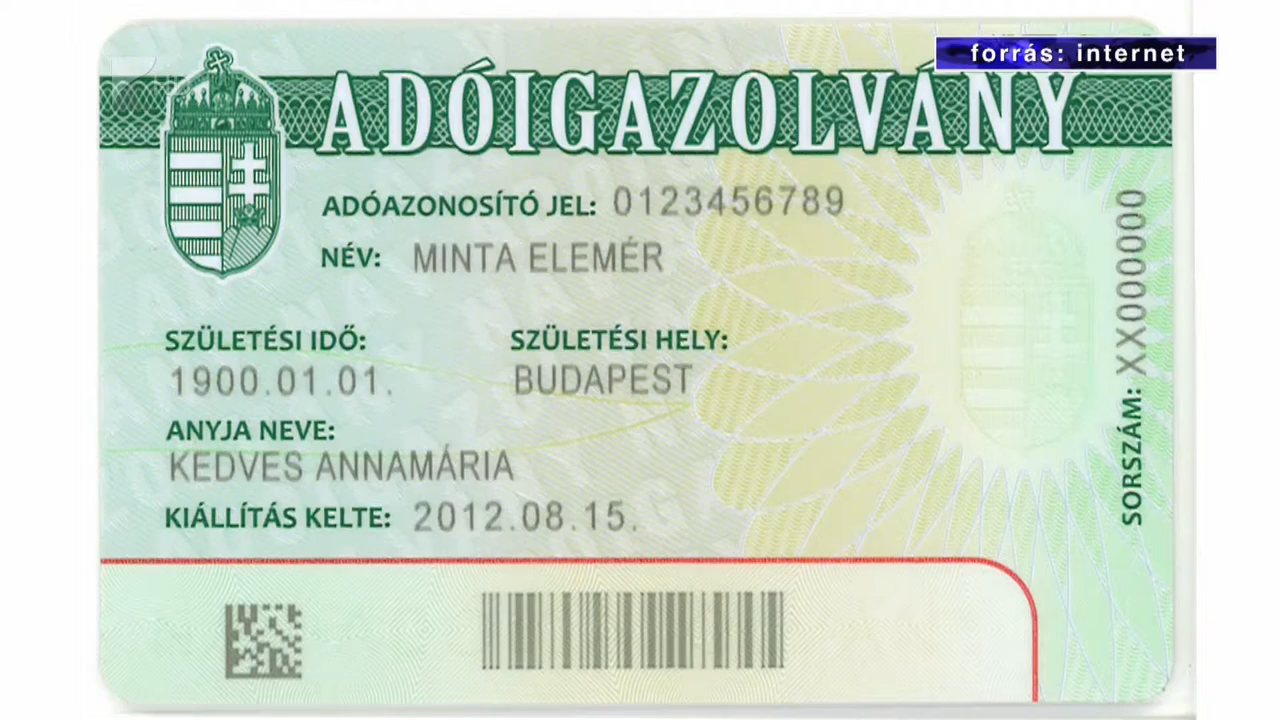 forrás: internet
ADÓIGAZOLVÁNY
ADÓAZONOSÍTÓ JEL: 0123456789
NÉV: MINTA ELEMÉR
SZÜLETÉSI IDŐ: SZÜLETÉSI HELY:
1900.01.01. BUDAPEST
ANYJA NEVE:
KEDVES ANNAMÁRIA
KIÁLLÍTÁS KELTE: 2012.08.15.
SORSZÁM: XX000000